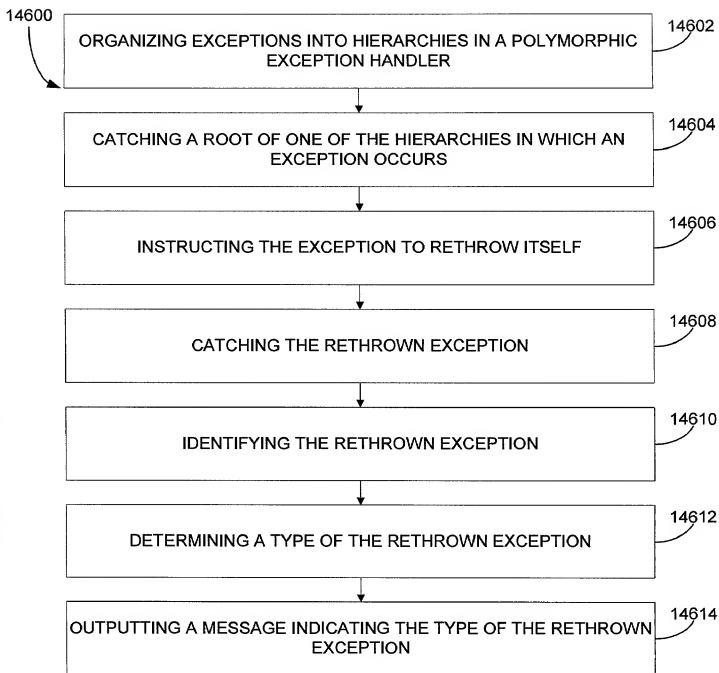 14600
ORGANIZING EXCEPTIONS INTO HIERARCHIES IN A POLYMORPHIC
EXCEPTION HANDLER
14602
CATCHING A ROOT OF ONE OF THE HIERARCHIES IN WHICH AN
EXCEPTION OCCURS
14604
INSTRUCTING THE EXCEPTION TO RETHROW ITSELF
14606
CATCHING THE RETHROWN EXCEPTION
14608
IDENTIFYING THE RETHROWN EXCEPTION
14610
DETERMINING A TYPE OF THE RETHROWN EXCEPTION
14612
OUTPUTTING A MESSAGE INDICATING THE TYPE OF THE RETHROWN
EXCEPTION
14614